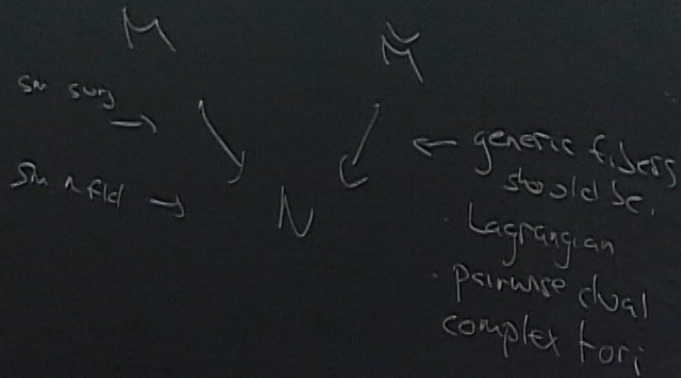 M M̌
sm surj
→
← generic fibers
should be.
sm n fld → N
· Lagrangian
· pairwise dual
complex tori